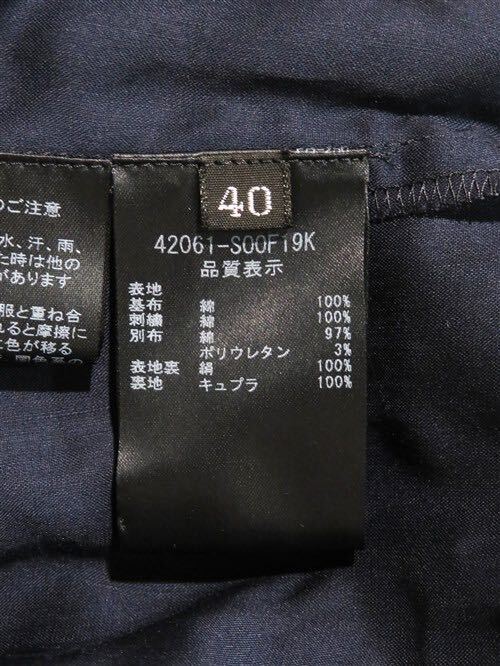 のご注意
水、汗、雨、
た時は他の
があります
服と重ね合
れると摩擦に
色が移る
40
42061-S00F19K
品質表示
表地
基布 綿 100%
刺繍 綿 100%
別布 綿 97%
ポリウレタン 3%
表地裏 絹 100%
裏地 キュプラ 100%